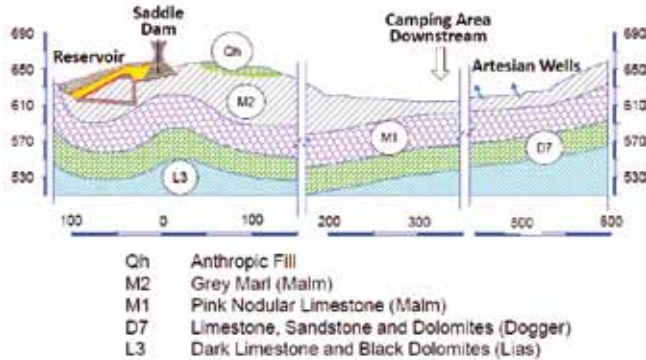 Saddle
Dam
Reservoir
Camping Area
Downstream
Artesian Wells
690
650
610
570
530
690
650
610
570
530
Qh
M2
M1
D7
L3
100 0 100 200 300 500 600
Qh Anthropic Fill
M2 Grey Marl (Malm)
M1 Pink Nodular Limestone (Malm)
D7 Limestone, Sandstone and Dolomites (Dogger)
L3 Dark Limestone and Black Dolomites (Lias)